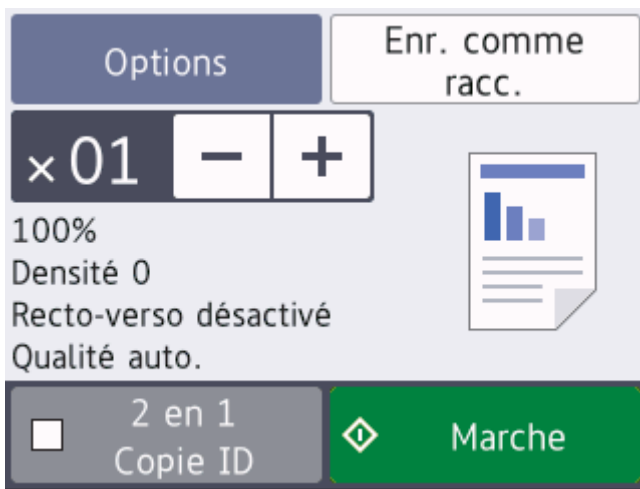 Options
Enr. comme
racc.
×01 − +
100%
Densité 0
Recto-verso désactivé
Qualité auto.
2 en 1
Copie ID
Marche